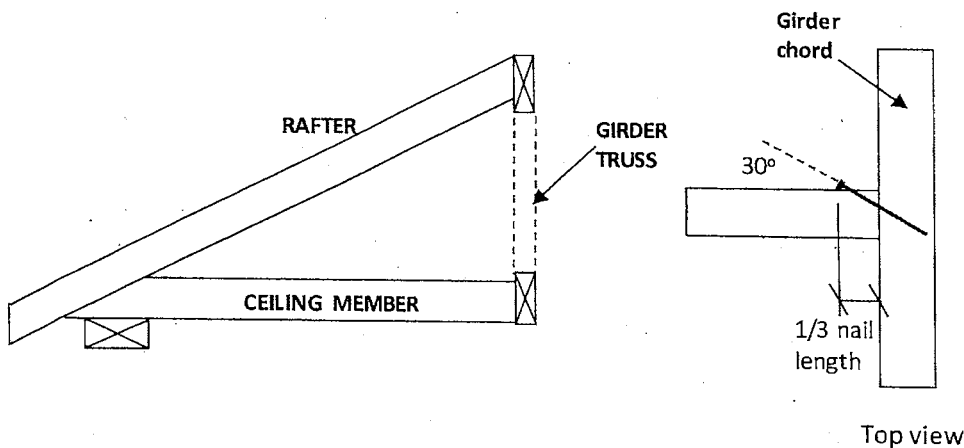 RAFTER
GIRDER
TRUSS
CEILING MEMBER
Girder
chord
30°
1/3 nail
length
Top view